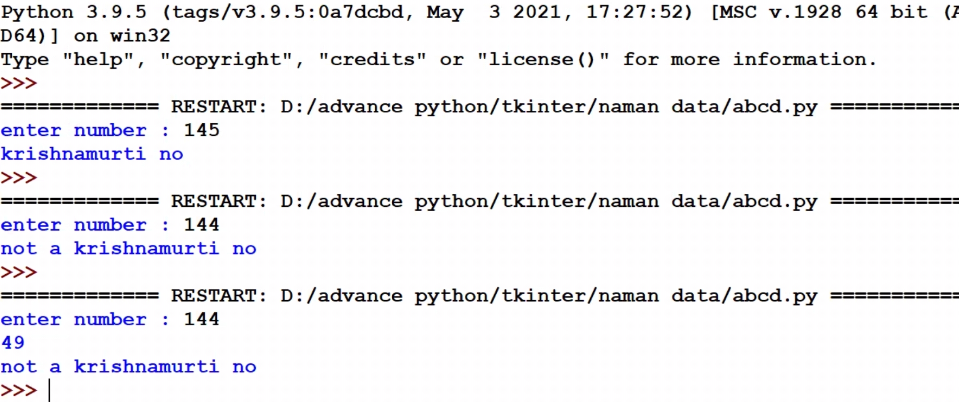 Python 3.9.5 (tags/v3.9.5:0a7dcbd, May  3 2021, 17:27:52) [MSC v.1928 64 bit (A
D64)] on win32
Type "help", "copyright", "credits" or "license()" for more information.
>>>
============= RESTART: D:/advance python/tkinter/naman data/abcd.py ===========
enter number : 145
krishnamurti no
>>>
============= RESTART: D:/advance python/tkinter/naman data/abcd.py ===========
enter number : 144
not a krishnamurti no
>>>
============= RESTART: D:/advance python/tkinter/naman data/abcd.py ===========
enter number : 144
49
not a krishnamurti no
>>>